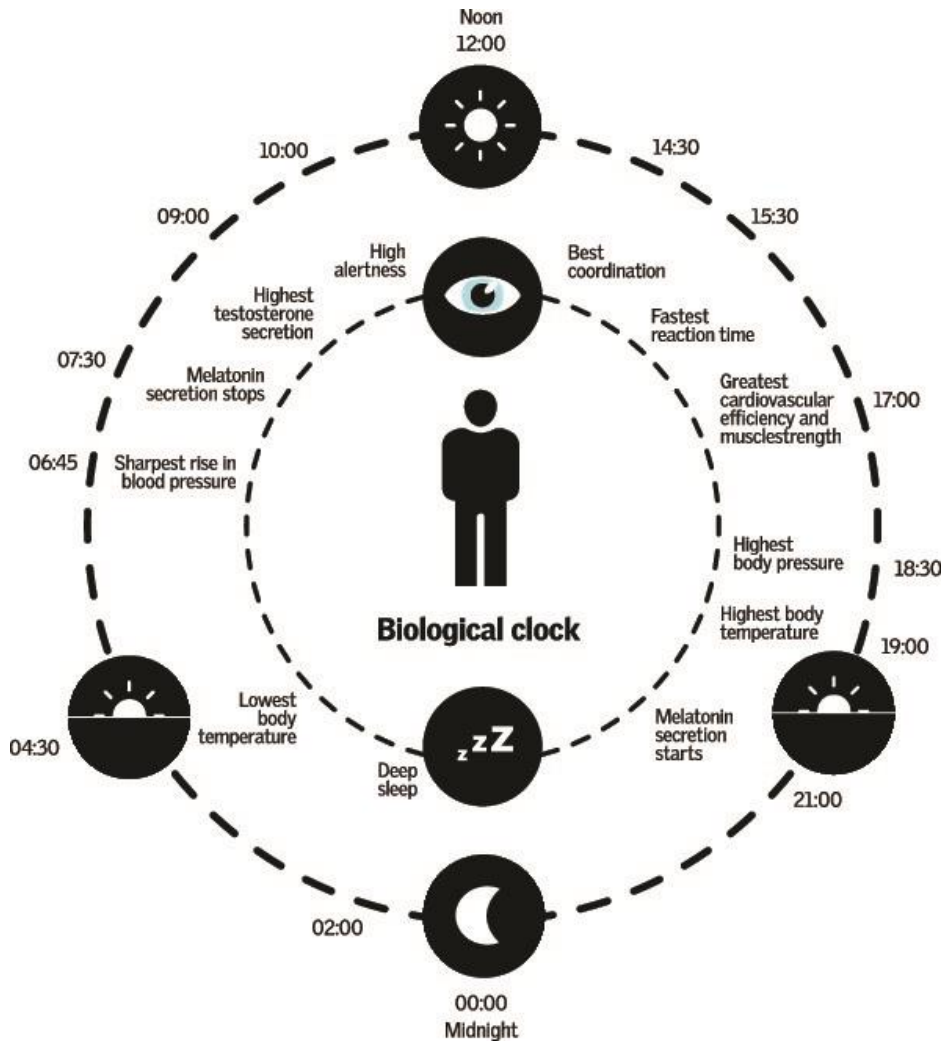 Noon
12:00
10:00
14:30
09:00
15:30
High
alertness
Best
coordination
Highest
testosterone
secretion
Fastest
reaction time
07:30
Melatonin
secretion stops
Greatest
cardiovascular
efficiency and
musclestrength
17:00
06:45
Sharpest rise in
blood pressure
Highest
body pressure
18:30
Biological clock
Highest body
temperature
19:00
04:30
Lowest
body
temperature
z z Z
Melatonin
secretion
starts
Deep
sleep
21:00
02:00
00:00
Midnight